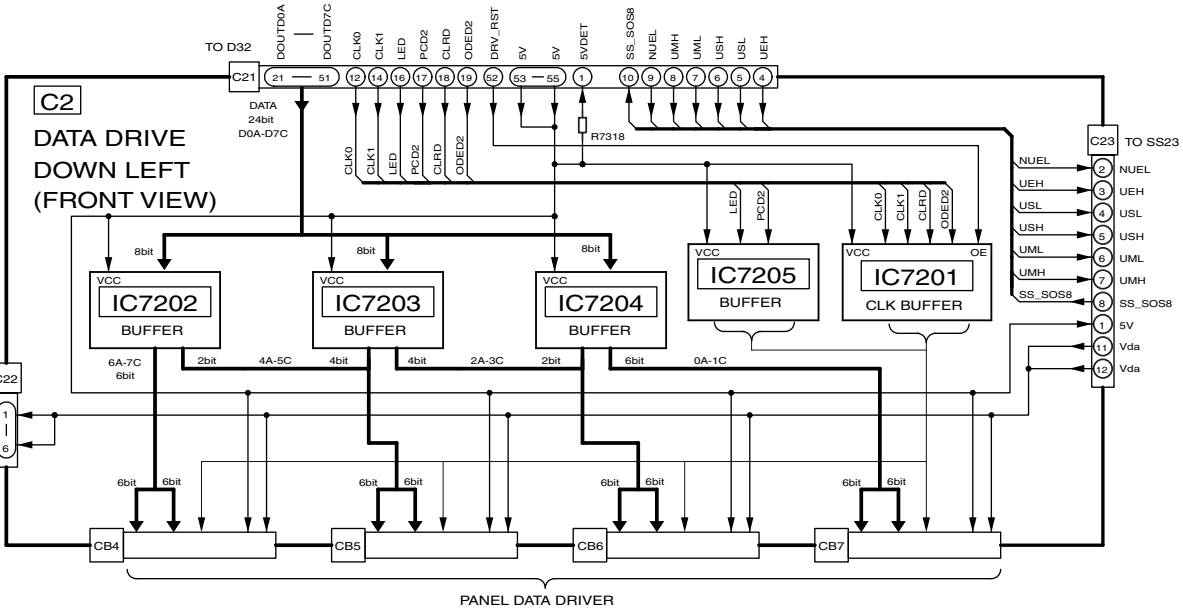 DOUTD0A — DOUTD7C CLK0 CLK1 LED PCD2 CLRD ODED2 DRV_RST 5V 5V 5VDET SS_SOS8 NUEL UMH UML USH USL UEH
TO D32
C21 21 — 51 12 14 16 17 18 19 52 53 — 55 1 10 9 8 7 6 5 4
C2
DATA DRIVE
DOWN LEFT
(FRONT VIEW)
DATA
24bit
D0A-D7C
R7318
C23 TO SS23
CLK0 CLK1 LED PCD2 CLRD ODED2
NUEL 2 NUEL
UEH 3 UEH
USL 4 USL
USH 5 USH
UML 6 UML
UMH 7 UMH
SS_SOS8 8 SS_SOS8
1 5V
11 Vda
12 Vda
LED PCD2 CLK0 CLK1 CLRD ODED2
8bit 8bit 8bit
VCC VCC VCC VCC VCC OE
IC7202 IC7203 IC7204 IC7205 IC7201
BUFFER BUFFER BUFFER BUFFER CLK BUFFER
6A-7C
6bit
2bit 4A-5C 4bit 4bit 2A-3C 2bit 6bit 0A-1C
C22
1
6
6bit 6bit 6bit 6bit 6bit 6bit 6bit 6bit
CB4 CB5 CB6 CB7
PANEL DATA DRIVER